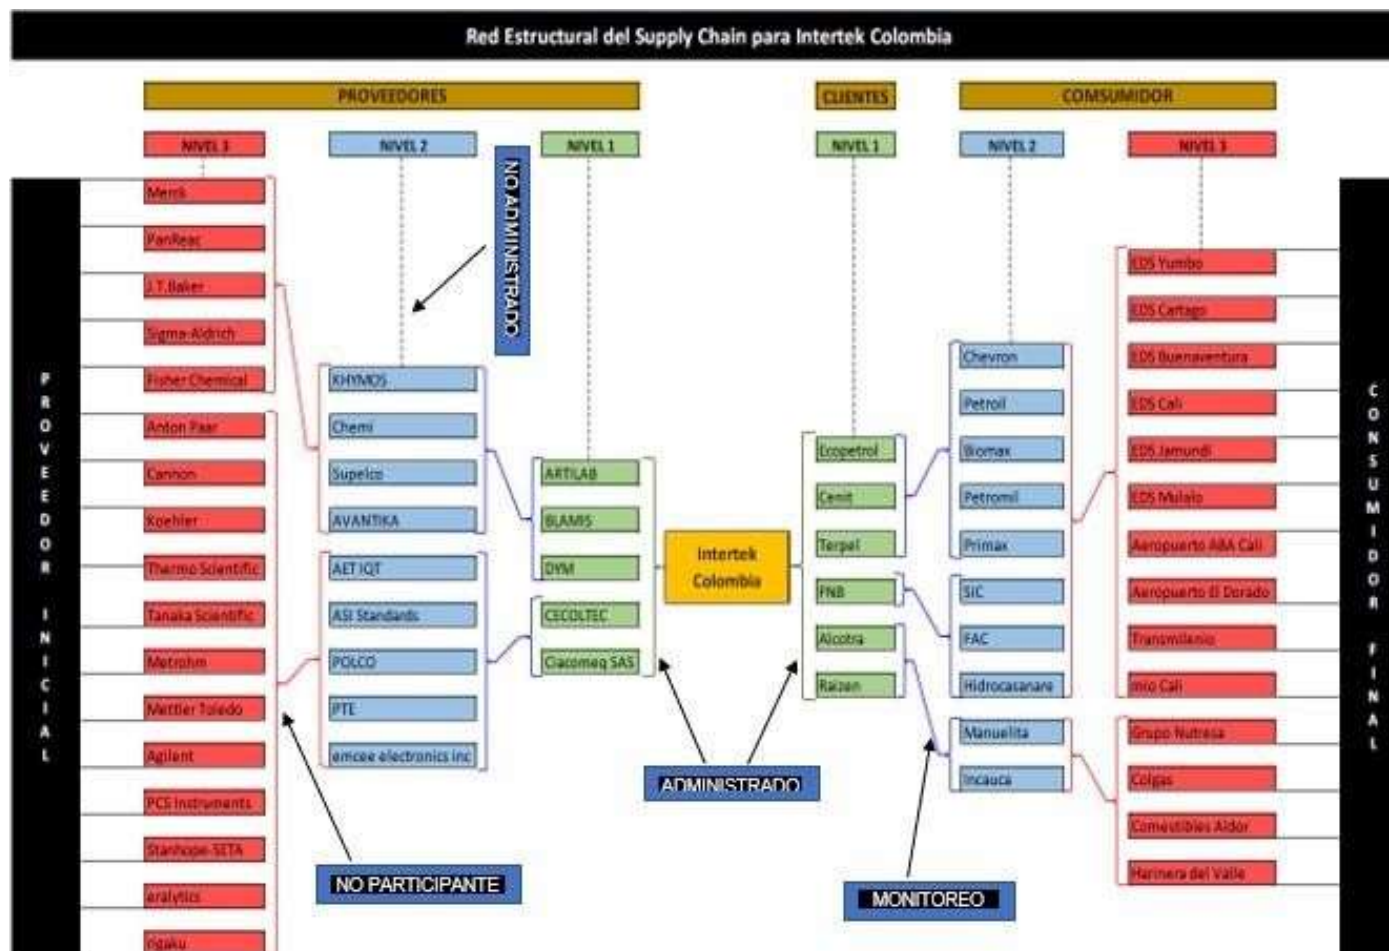 Red Estructural del Supply Chain para Intertek Colombia
PROVEEDORES
CLIENTES
COMSUMIDOR
NIVEL 3
NIVEL 2
NIVEL 1
NIVEL 1
NIVEL 2
NIVEL 3
PROVEEDOR INICIAL
Merck
PanReac
J.T.Baker
Sigma-Aldrich
Fisher Chemical
Anton Paar
Cannon
Koehler
Thermo Scientific
Tanaka Scientific
Metrohm
Mettler Toledo
Agilent
PCS Instruments
Stanhope-SETA
eralytics
rigaku
NO ADMINISTRADO
KHYMOS
Chemi
Supelco
AVANTIKA
AET IQT
ASI Standards
POLCO
PTE
emcee electronics inc
NO PARTICIPANTE
ARTILAB
BLAMIS
DYM
CECOLTEC
Ciacomeq SAS
Intertek
Colombia
ADMINISTRADO
Ecopetrol
Cenit
Terpel
PNB
Alcotra
Raizen
Chevron
Petroil
Biomax
Petromil
Primax
SIC
FAC
Hidrocasanare
Manuelita
Incauca
MONITOREO
EDS Yumbo
EDS Cartago
EDS Buenaventura
EDS Cali
EDS Jamundi
EDS Mulalo
Aeropuerto ABA Cali
Aeropuerto El Dorado
Transmilenio
mio Cali
Grupo Nutresa
Colgas
Comestibles Aldor
Harinera del Valle
CONSUMIDOR FINAL